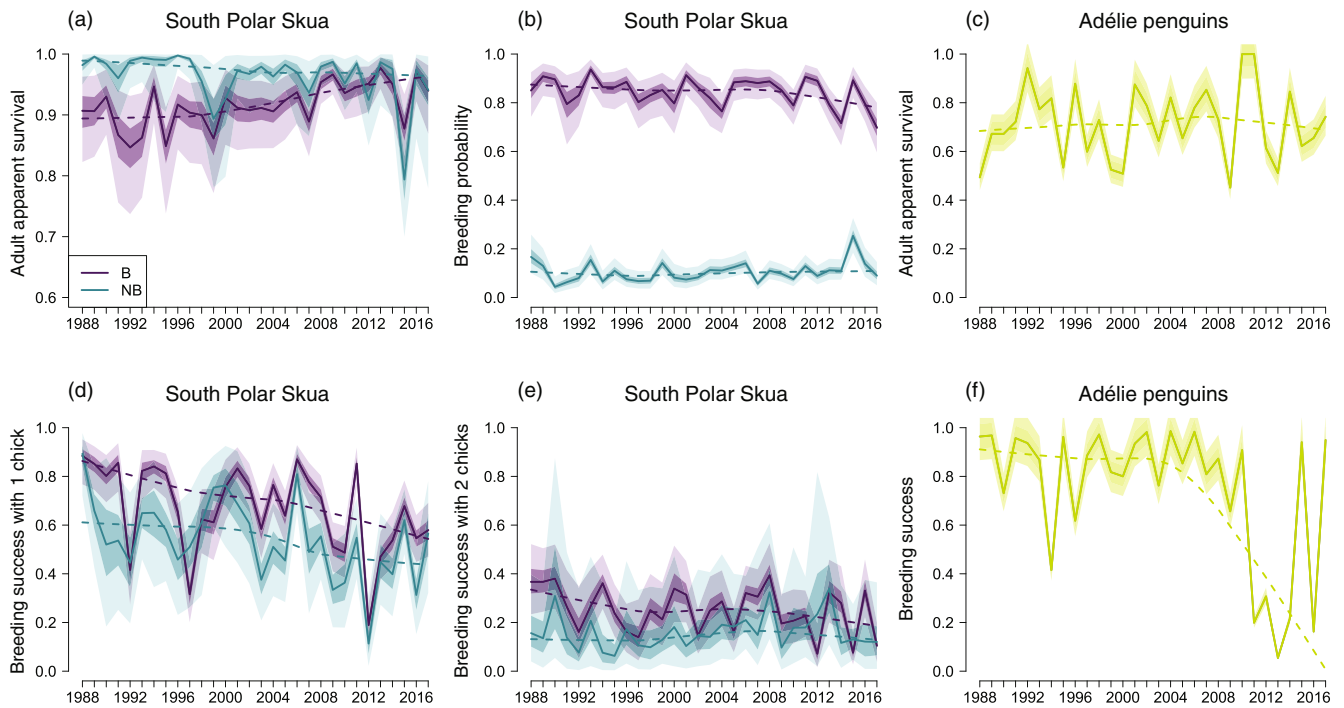 (a) South Polar Skua
Adult apparent survival
1.0
0.9
0.8
0.7
0.6
B
NB
1988 1992 1996 2000 2004 2008 2012 2016
(b) South Polar Skua
Breeding probability
1.0
0.8
0.6
0.4
0.2
0.0
1988 1992 1996 2000 2004 2008 2012 2016
(c) Adélie penguins
Adult apparent survival
1.0
0.8
0.6
0.4
0.2
0.0
1988 1992 1996 2000 2004 2008 2012 2016
(d) South Polar Skua
Breeding success with 1 chick
1.0
0.8
0.6
0.4
0.2
0.0
1988 1992 1996 2000 2004 2008 2012 2016
(e) South Polar Skua
Breeding success with 2 chicks
1.0
0.8
0.6
0.4
0.2
0.0
1988 1992 1996 2000 2004 2008 2012 2016
(f) Adélie penguins
Breeding success
1.0
0.8
0.6
0.4
0.2
0.0
1988 1992 1996 2000 2004 2008 2012 2016